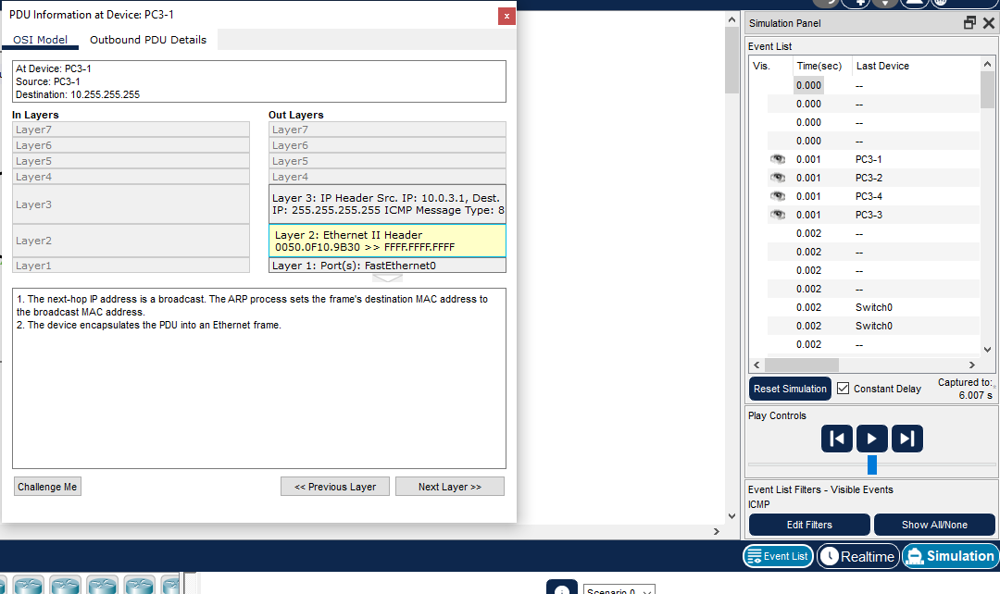 PDU Information at Device: PC3-1
x
OSI Model
Outbound PDU Details
At Device: PC3-1
Source: PC3-1
Destination: 10.255.255.255
In Layers
Layer7
Layer6
Layer5
Layer4
Layer3
Layer2
Layer1
Out Layers
Layer7
Layer6
Layer5
Layer4
Layer 3: IP Header Src. IP: 10.0.3.1, Dest.
IP: 255.255.255.255 ICMP Message Type: 8
Layer 2: Ethernet II Header
0050.0F10.9B30 >> FFFF.FFFF.FFFF
Layer 1: Port(s): FastEthernet0
1. The next-hop IP address is a broadcast. The ARP process sets the frame's destination MAC address to
the broadcast MAC address.
2. The device encapsulates the PDU into an Ethernet frame.
Challenge Me
<< Previous Layer
Next Layer >>
Simulation Panel
Event List
Vis. Time(sec) Last Device
0.000 --
0.000 --
0.000 --
0.000 --
0.001 PC3-1
0.001 PC3-2
0.001 PC3-4
0.001 PC3-3
0.002 --
0.002 --
0.002 --
0.002 --
0.002 Switch0
0.002 Switch0
0.002 --
Reset Simulation
Constant Delay
Captured to:
6.007 s
Play Controls
Event List Filters - Visible Events
ICMP
Edit Filters
Show All/None
Event List
Realtime
Simulation
Scenario 0